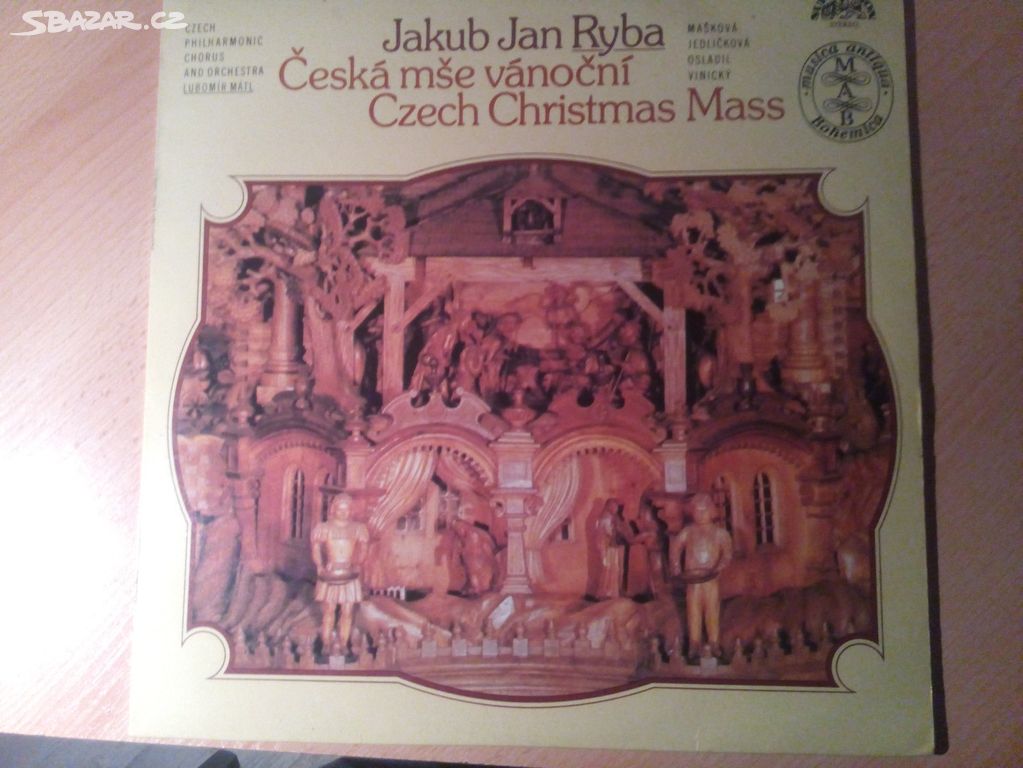 SBAZAR.CZ
CZECH
PHILHARMONIC
CHORUS
AND ORCHESTRA
LUBOMÍR MÁTL
Jakub Jan Ryba
Česká mše vánoční
Czech Christmas Mass
MAŠKOVÁ
JEDLIČKOVÁ
OSLADIL
VINICKÝ
STEREO
musica antiqua
M
A
B
Bohemica